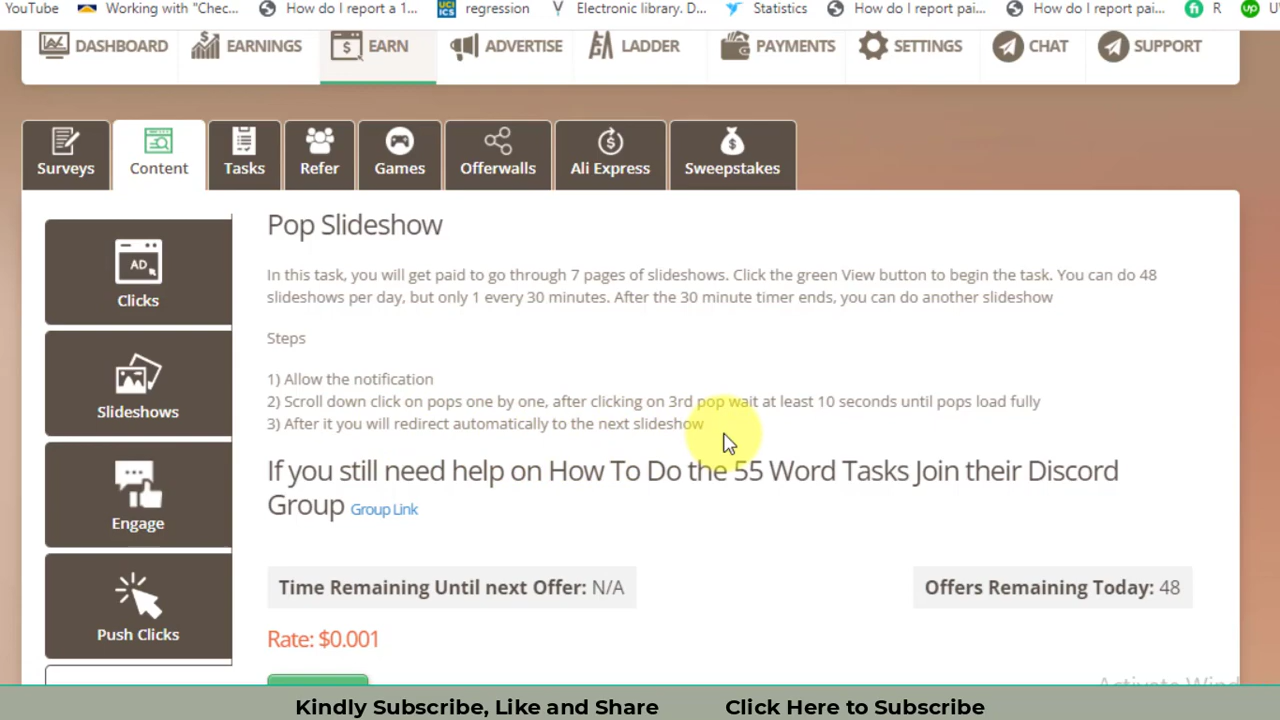 YouTube
Working with "Chec...
How do I report a 1...
UCI
ICS
regression
Electronic library. D...
Statistics
How do I report pai...
How do I report pai...
fi
R
up
DASHBOARD
EARNINGS
EARN
ADVERTISE
LADDER
PAYMENTS
SETTINGS
CHAT
SUPPORT
Surveys
Content
Tasks
Refer
Games
Offerwalls
Ali Express
Sweepstakes
AD
Clicks
Slideshows
Engage
Push Clicks
Pop Slideshow
In this task, you will get paid to go through 7 pages of slideshows. Click the green View button to begin the task. You can do 48
slideshows per day, but only 1 every 30 minutes. After the 30 minute timer ends, you can do another slideshow
Steps
1) Allow the notification
2) Scroll down click on pops one by one, after clicking on 3rd pop wait at least 10 seconds until pops load fully
3) After it you will redirect automatically to the next slideshow
If you still need help on How To Do the 55 Word Tasks Join their Discord
Group Group Link
Time Remaining Until next Offer: N/A
Offers Remaining Today: 48
Rate: $0.001
Kindly Subscribe, Like and Share
Click Here to Subscribe